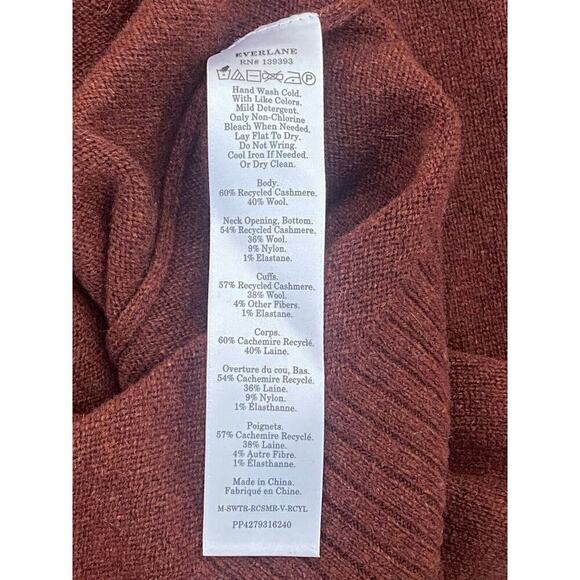 EVERLANE
RN# 139393
Hand Wash Cold.
With Like Colors.
Mild Detergent.
Only Non-Chlorine
Bleach When Needed.
Lay Flat To Dry.
Do Not Wring.
Cool Iron If Needed.
Or Dry Clean.
Body.
60% Recycled Cashmere.
40% Wool.
Neck Opening, Bottom.
54% Recycled Cashmere.
36% Wool.
9% Nylon.
1% Elastane.
Cuffs.
57% Recycled Cashmere.
38% Wool.
4% Other Fibers.
1% Elastane.
Corps.
60% Cachemire Recyclé.
40% Laine.
Overture du cou, Bas.
54% Cachemire Recyclé.
36% Laine.
9% Nylon.
1% Élasthanne.
Poignets.
57% Cachemire Recyclé.
38% Laine.
4% Autre Fibre.
1% Élasthanne.
Made in China.
Fabriqué en Chine.
M-SWTR-RCSMR-V-RCYL
PP4279316240